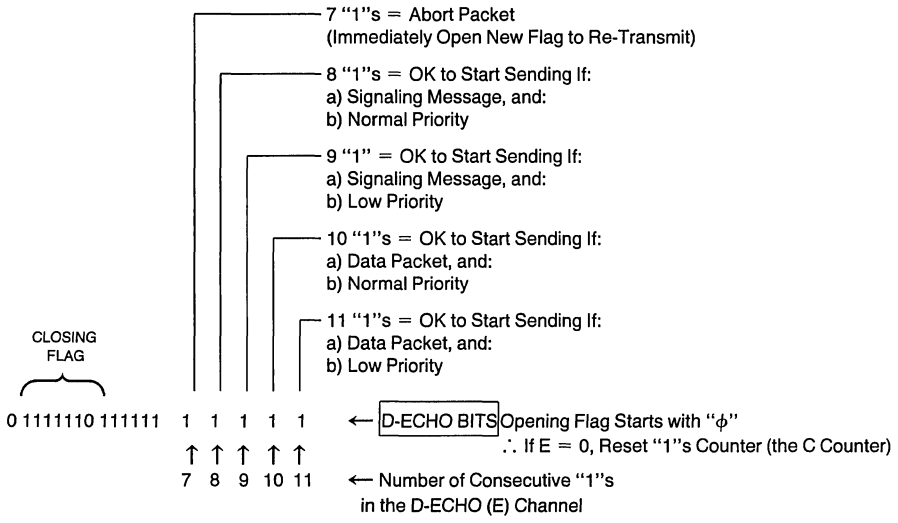 7 “1”s = Abort Packet
(Immediately Open New Flag to Re-Transmit)
8 “1”s = OK to Start Sending If:
a) Signaling Message, and:
b) Normal Priority
9 “1” = OK to Start Sending If:
a) Signaling Message, and:
b) Low Priority
10 “1”s = OK to Start Sending If:
a) Data Packet, and:
b) Normal Priority
11 “1”s = OK to Start Sending If:
a) Data Packet, and:
b) Low Priority
CLOSING
FLAG
0 11111110 111111 1 1 1 1 1 ← D-ECHO BITS Opening Flag Starts with “ϕ”
∴ If E = 0, Reset “1”s Counter (the C Counter)
↑ ↑ ↑ ↑ ↑
7 8 9 10 11 ← Number of Consecutive “1”s
in the D-ECHO (E) Channel